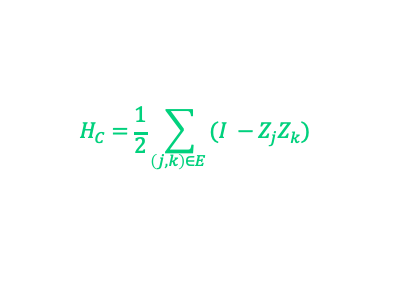 H_C = \frac{1}{2} \sum_{(j,k) \in E} (I - Z_j Z_k)